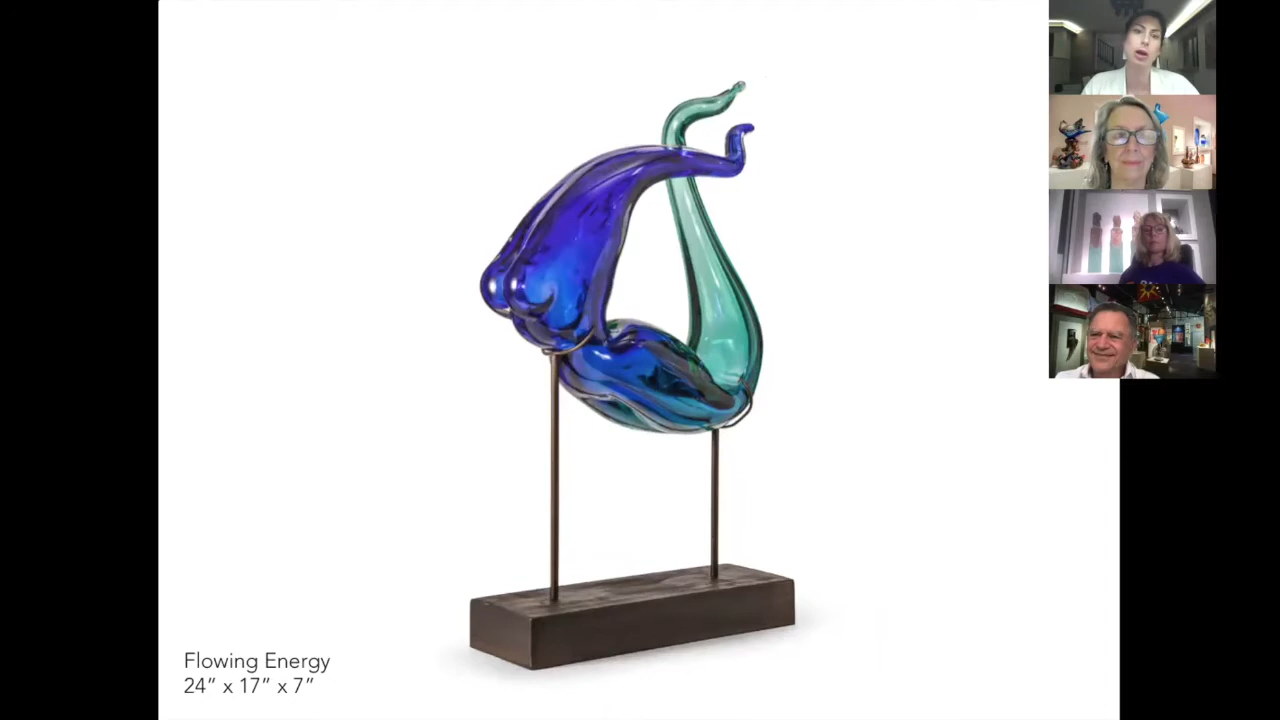 Flowing Energy
24” x 17” x 7”